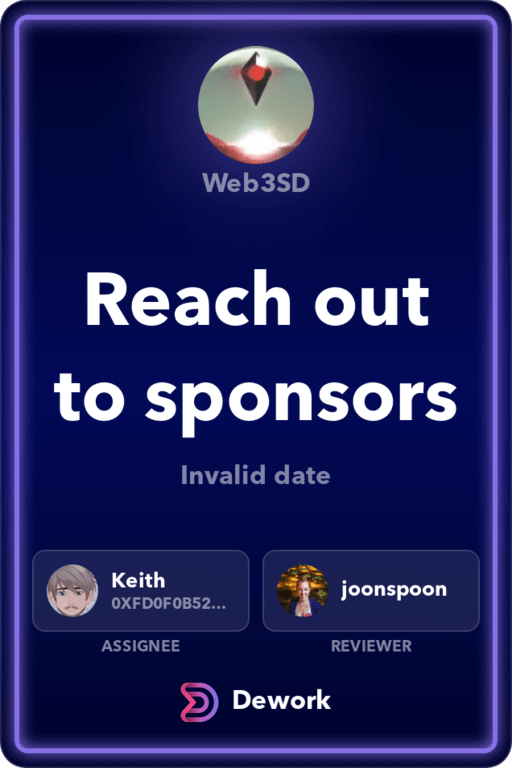 Web3SD
Reach out
to sponsors
Invalid date
Keith
0XFD0F0B52...
ASSIGNEE
joonspoon
REVIEWER
Dework